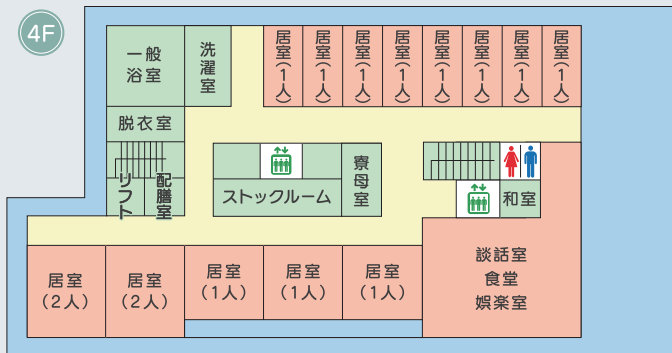 4F
一般
浴室
洗濯室
居室(1人)
居室(1人)
居室(1人)
居室(1人)
居室(1人)
居室(1人)
居室(1人)
居室(1人)
脱衣室
リフト
配膳室
ストックルーム
寮母室
和室
談話室
食堂
娯楽室
居室
(2人)
居室
(2人)
居室
(1人)
居室
(1人)
居室
(1人)